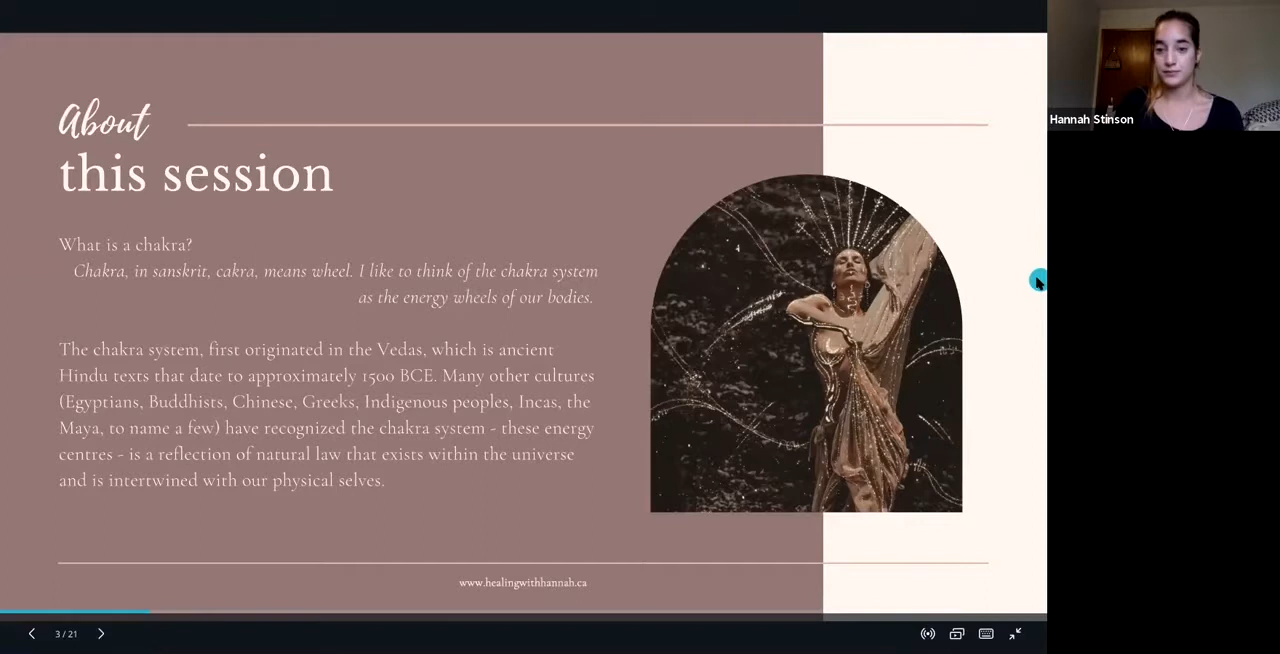 About
this session
What is a chakra?
Chakra, in sanskrit, cakra, means wheel. I like to think of the chakra system
as the energy wheels of our bodies.
The chakra system, first originated in the Vedas, which is ancient
Hindu texts that date to approximately 1500 BCE. Many other cultures
(Egyptians, Buddhists, Chinese, Greeks, Indigenous peoples, Incas, the
Maya, to name a few) have recognized the chakra system - these energy
centres - is a reflection of natural law that exists within the universe
and is intertwined with our physical selves.
www.healingwithhannah.ca
3 / 21
Hannah Stinson